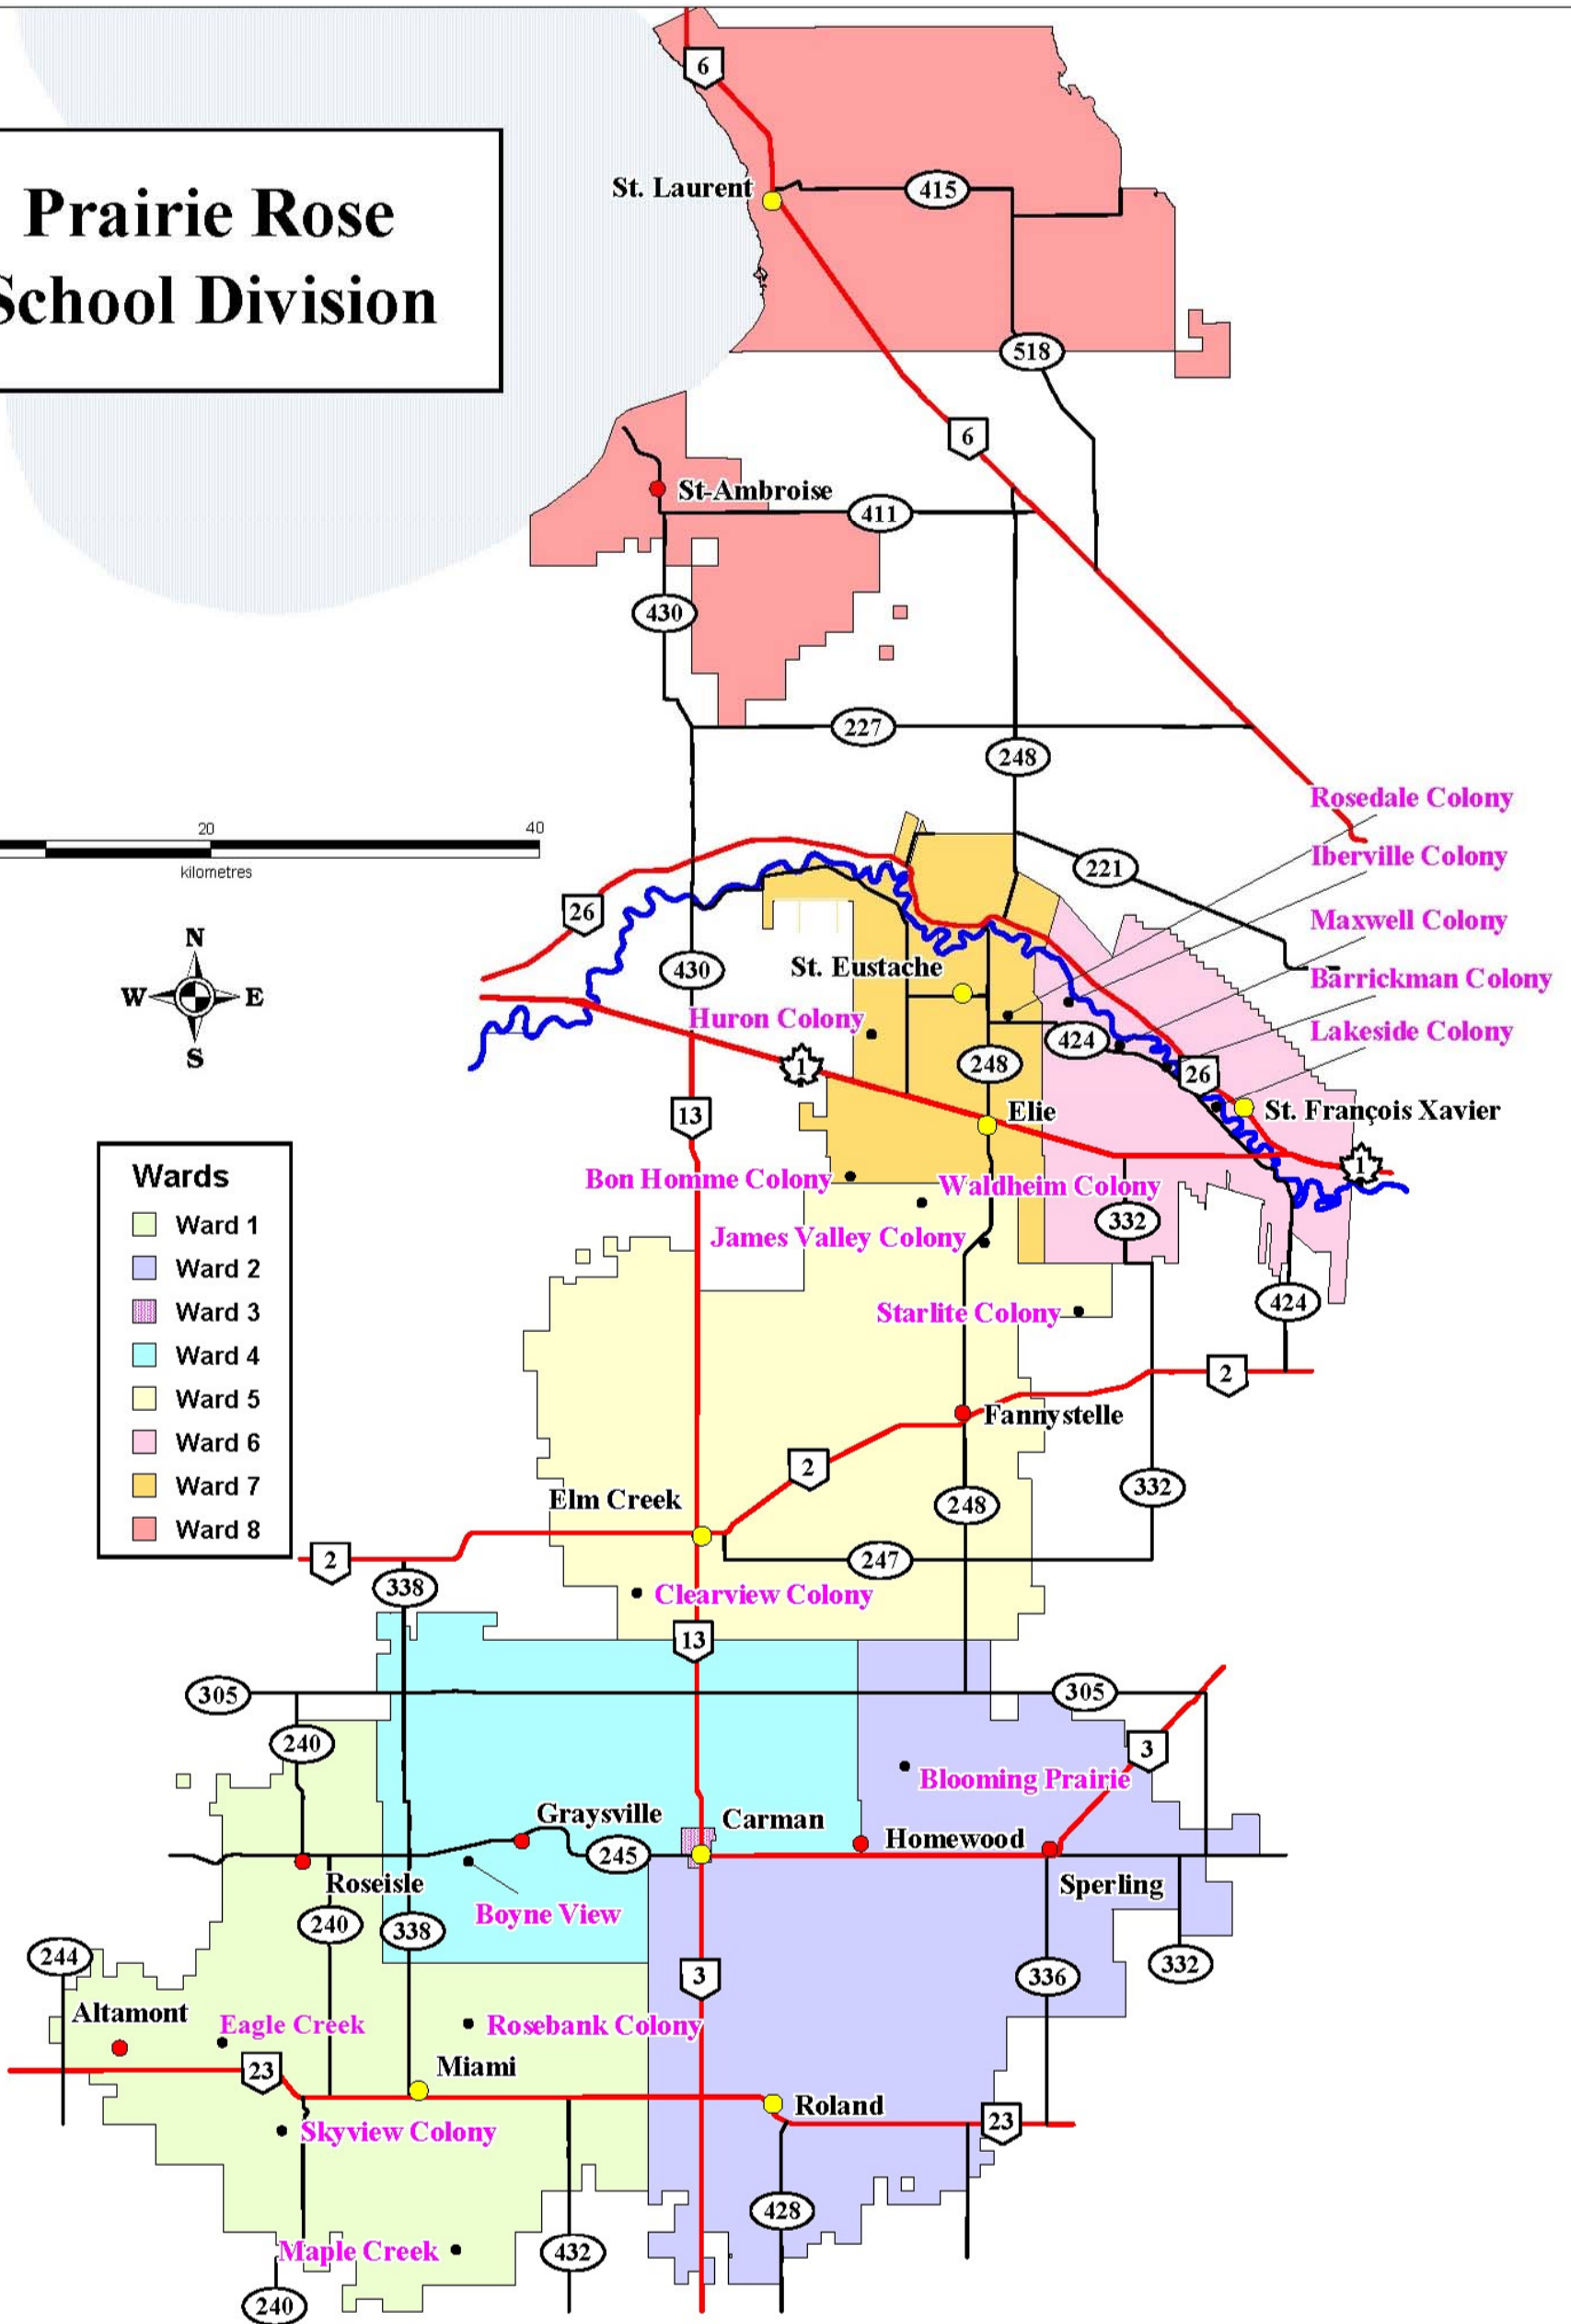 Prairie Rose
School Division
6
St. Laurent
415
518
6
St-Ambroise
411
430
227
248
Rosedale Colony
20
40
kilometres
Iberville Colony
221
26
Maxwell Colony
N
W
E
S
430
St. Eustache
Barrickman Colony
Huron Colony
Lakeside Colony
424
248
1
26
13
Elie
St. François Xavier
1
Bon Homme Colony
Waldheim Colony
332
James Valley Colony
424
Starlite Colony
Wards
Ward 1
Ward 2
Ward 3
Ward 4
Ward 5
Ward 6
Ward 7
Ward 8
2
Fannystelle
2
332
Elm Creek
248
2
247
338
Clearview Colony
13
305
305
240
3
Blooming Prairie
Graysville
Carman
245
Homewood
Roseisle
Sperling
Boyne View
240
338
244
332
3
336
Altamont
Eagle Creek
Rosebank Colony
23
Miami
Roland
23
Skyview Colony
428
Maple Creek
432
240